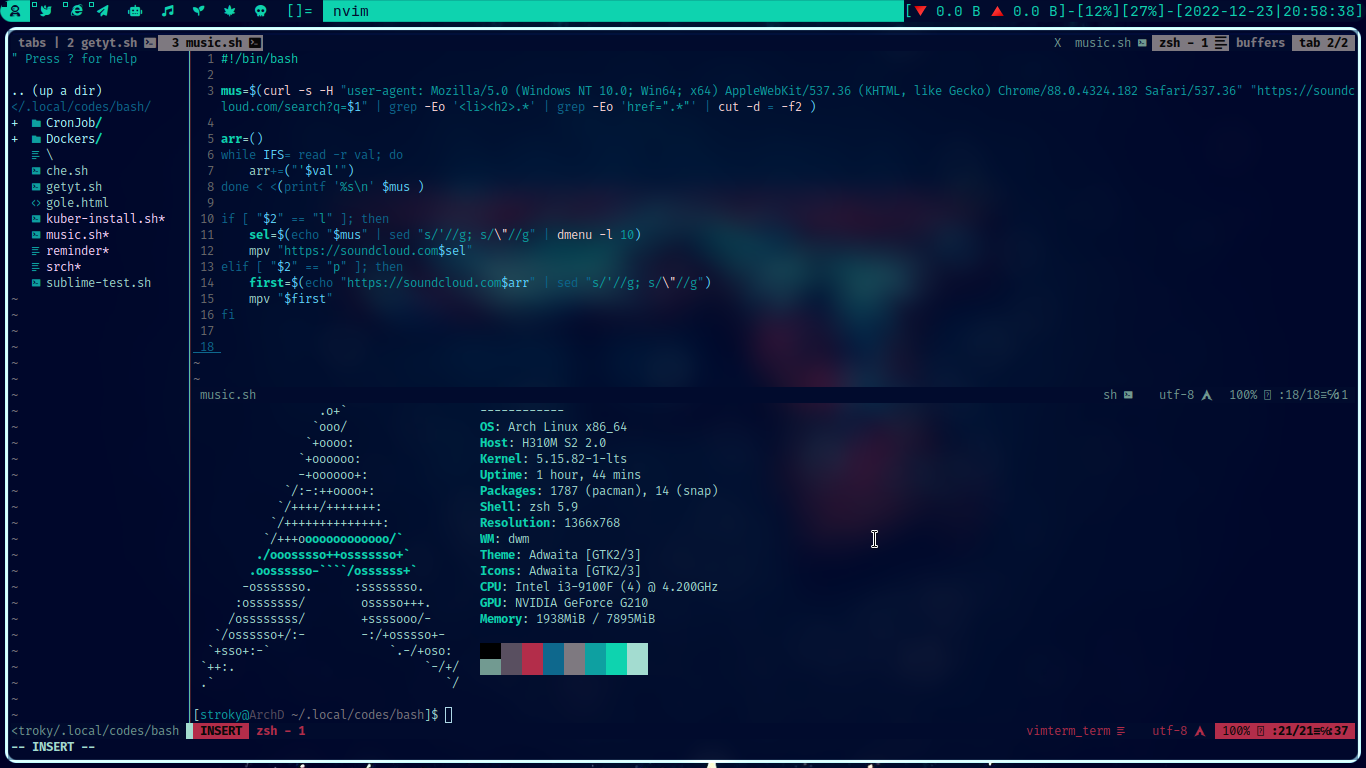 []= nvim [ ▼ 0.0 B ▲ 0.0 B]-[12%][27%]-[2022-12-23|20:58:38]
tabs | 2 getyt.sh 3 music.sh X music.sh zsh - 1 buffers tab 2/2
" Press ? for help
.. (up a dir)
</.local/codes/bash/
+ CronJob/
+ Dockers/
\
che.sh
getyt.sh
gole.html
kuber-install.sh*
music.sh*
reminder*
srch*
sublime-test.sh
1 #!/bin/bash
2
3 mus=$(curl -s -H "user-agent: Mozilla/5.0 (Windows NT 10.0; Win64; x64) AppleWebKit/537.36 (KHTML, like Gecko) Chrome/88.0.4324.182 Safari/537.36" "https://soundc
loud.com/search?q=$1" | grep -Eo '<li><h2>.*' | grep -Eo 'href=".*"' | cut -d = -f2 )
4
5 arr=()
6 while IFS= read -r val; do
7 arr+=("'$val'")
8 done < <(printf '%s\n' $mus )
9
10 if [ "$2" == "l" ]; then
11 sel=$(echo "$mus" | sed "s/'//g; s/\"//g" | dmenu -l 10)
12 mpv "https://soundcloud.com$sel"
13 elif [ "$2" == "p" ]; then
14 first=$(echo "https://soundcloud.com$arr" | sed "s/'//g; s/\"//g")
15 mpv "$first"
16 fi
17
18
~
~
music.sh sh utf-8 100% :18/18≡℅:1
.o+` ------------
`ooo/ OS: Arch Linux x86_64
`+oooo: Host: H310M S2 2.0
`+oooooo: Kernel: 5.15.82-1-lts
-+oooooo+: Uptime: 1 hour, 44 mins
`/:-:++oooo+: Packages: 1787 (pacman), 14 (snap)
`/++++/+++++++: Shell: zsh 5.9
`/++++++++++++++: Resolution: 1366x768
`/+++ooooooooooooo/` WM: dwm
./ooosssso++osssssso+` Theme: Adwaita [GTK2/3]
.oossssso-````/ossssss+` Icons: Adwaita [GTK2/3]
-osssssso. :ssssssso. CPU: Intel i3-9100F (4) @ 4.200GHz
:osssssss/ osssso+++. GPU: NVIDIA GeForce G210
/ossssssss/ +ssssooo/- Memory: 1938MiB / 7895MiB
`/ossssso+/:- -:/+osssso+-
`+sso+:-` `.-/+oso:
`++:. `-/+/
.` `/
[stroky@ArchD ~/.local/codes/bash]$
<troky/.local/codes/bash INSERT zsh - 1 vimterm_term utf-8 100% :21/21≡℅:37
-- INSERT --